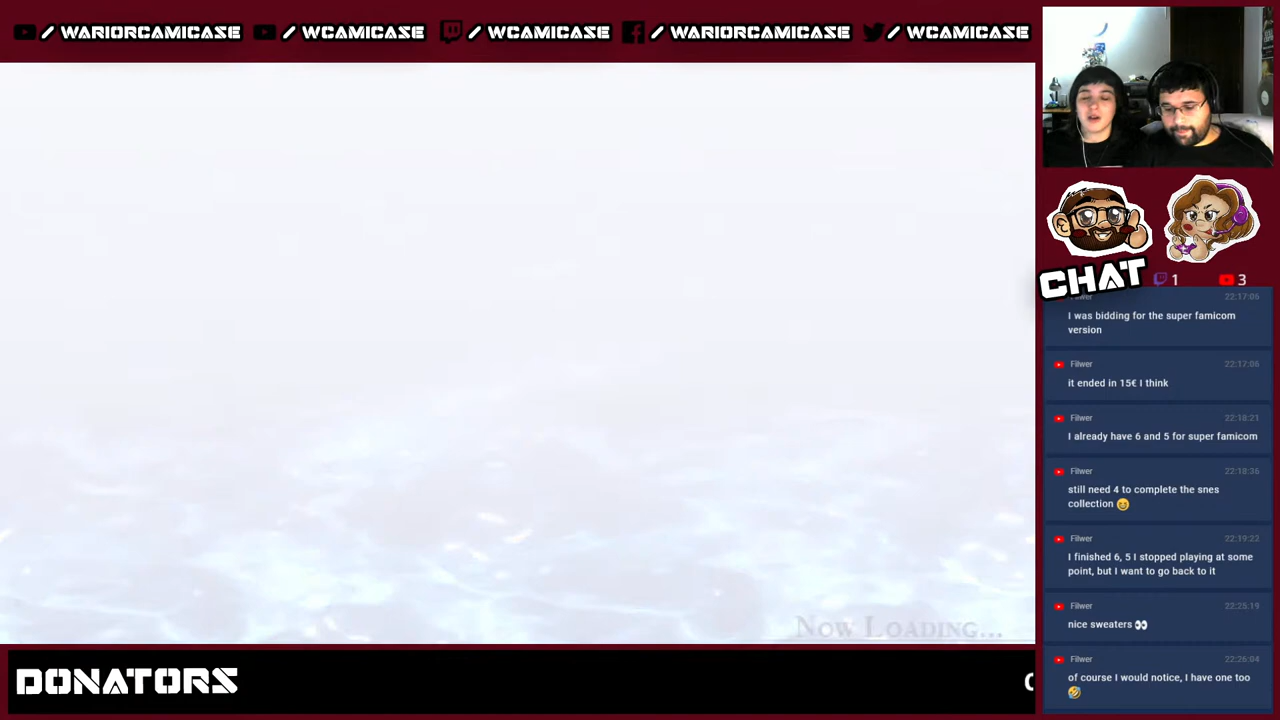 / WARIORCAMICASE / WCAMICASE / WCAMICASE / WARIORCAMICASE / WCAMICASE
CHAT
1 3
Filwer 22:17:06
I was bidding for the super famicom
version
Filwer 22:17:06
it ended in 15€ I think
Filwer 22:18:21
I already have 6 and 5 for super famicom
Filwer 22:18:36
still need 4 to complete the snes
collection 😊
Filwer 22:19:22
I finished 6, 5 I stopped playing at some
point, but I want to go back to it
Filwer 22:25:19
nice sweaters 👀
Filwer 22:26:04
of course I would notice, I have one too
🤣
Now Loading...
DONATORS